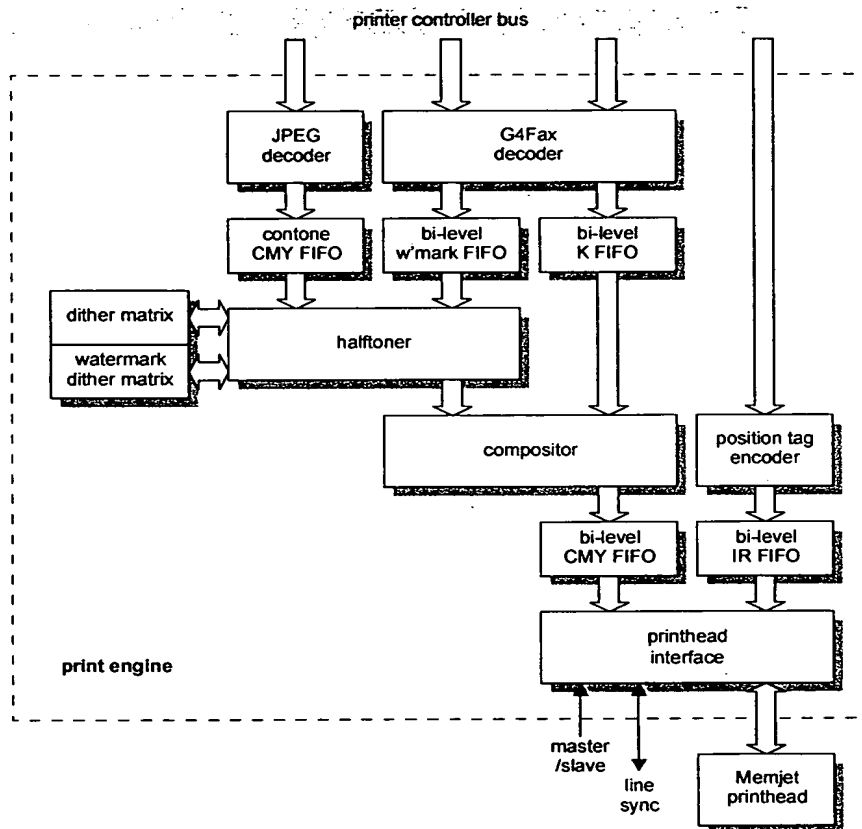 printer controller bus
JPEG
decoder
G4Fax
decoder
contone
CMY FIFO
bi-level
w'mark FIFO
bi-level
K FIFO
dither matrix
watermark
dither matrix
halftoner
compositor
position tag
encoder
bi-level
CMY FIFO
bi-level
IR FIFO
printhead
interface
print engine
master
/slave
line
sync
Memjet
printhead